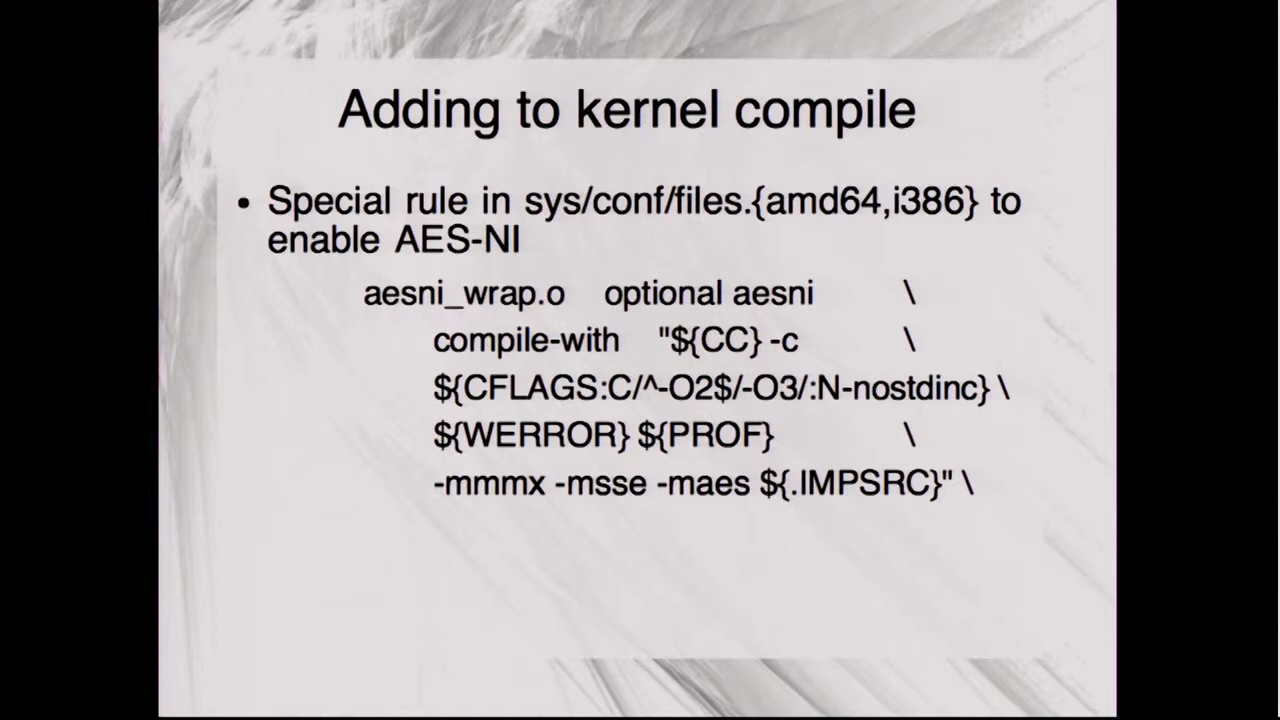 Adding to kernel compile
• Special rule in sys/conf/files.{amd64,i386} to
enable AES-NI
aesni_wrap.o optional aesni \
compile-with "${CC} -c \
${CFLAGS:C/^-O2$/-O3/:N-nostdinc} \
${WERROR} ${PROF} \
-mmmx -msse -maes ${.IMPSRC}" \